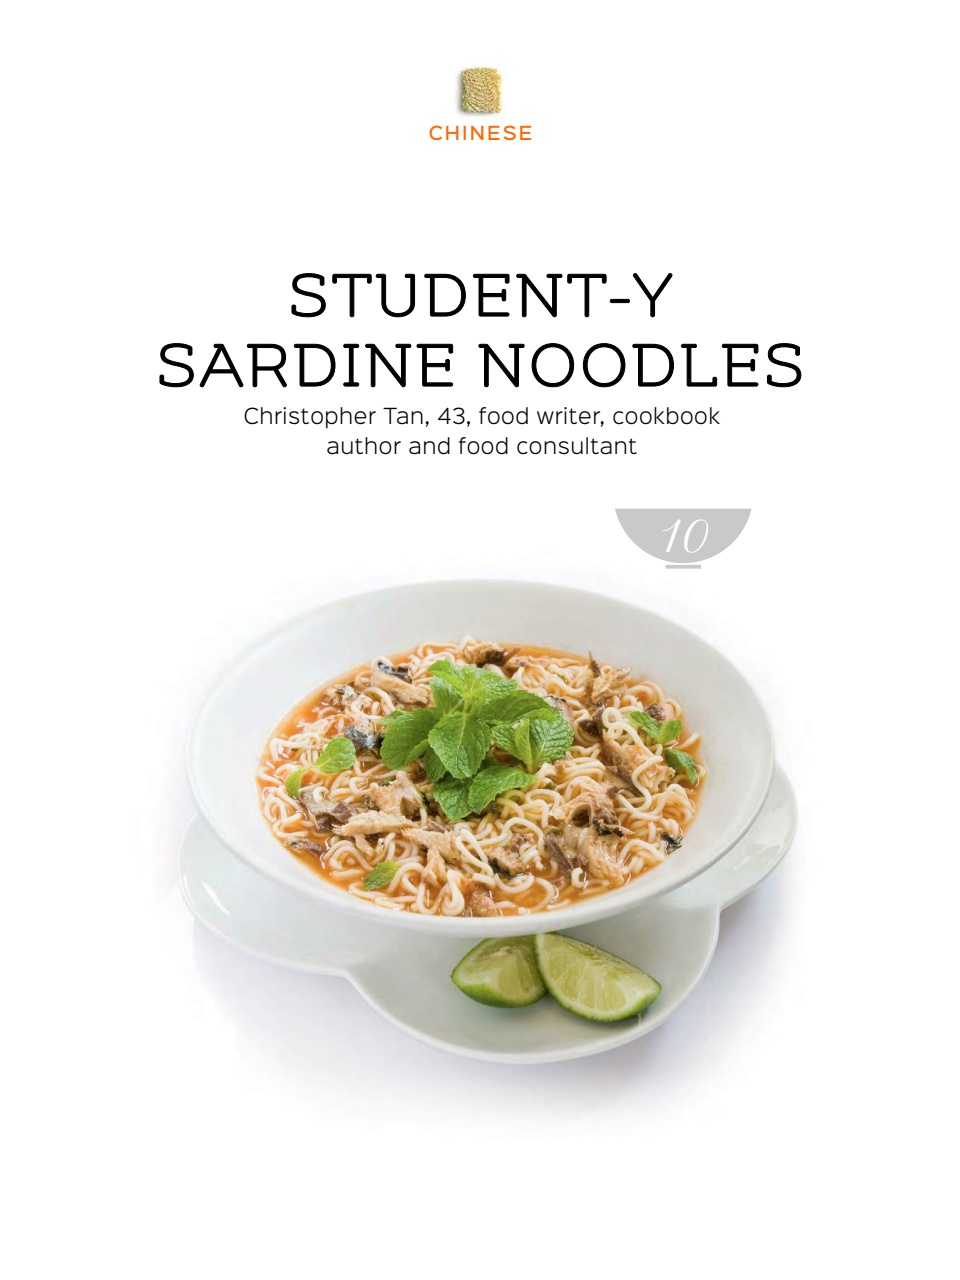 CHINESE
STUDENT-Y
SARDINE NOODLES
Christopher Tan, 43, food writer, cookbook
author and food consultant
10